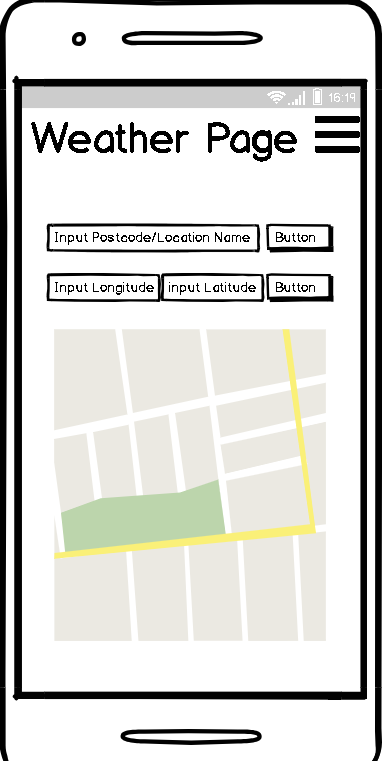 16:19
Weather Page
Input Postcode/Location Name Button
Input Longitude input Latitude Button